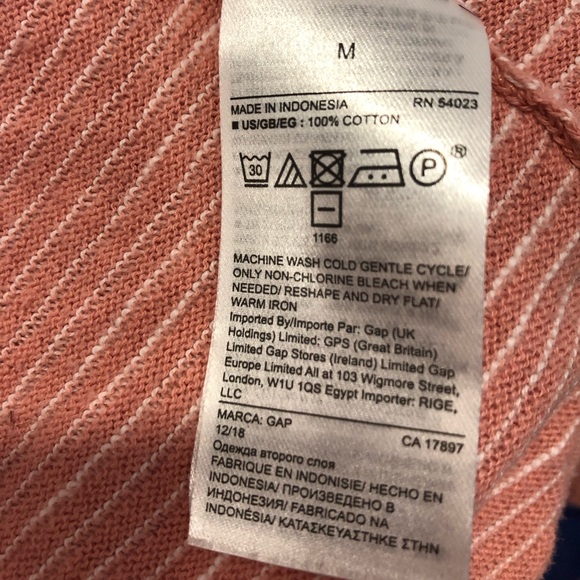 M
MADE IN INDONESIA RN 54023
■ US/GB/EG : 100% COTTON
30 P ®
1166
MACHINE WASH COLD GENTLE CYCLE/
ONLY NON-CHLORINE BLEACH WHEN
NEEDED/ RESHAPE AND DRY FLAT/
WARM IRON
Imported By/Importe Par: Gap (UK
Holdings) Limited: GPS (Great Britain)
Limited Gap Stores (Ireland) Limited Gap
Europe Limited All at 103 Wigmore Street,
London, W1U 1QS Egypt Importer: RIGE,
LLC
MARCA: GAP CA 17897
12/18
Одежда второго слоя
FABRIQUE EN INDONISIE/ HECHO EN
INDONESIA/ ПРОИЗВЕДЕНО В
ИНДОНЕЗИЯ/ FABRICADO NA
INDONÉSIA/ ΚΑΤΑΣΚΕΥΑΣΤΗΚΕ ΣΤΗΝ